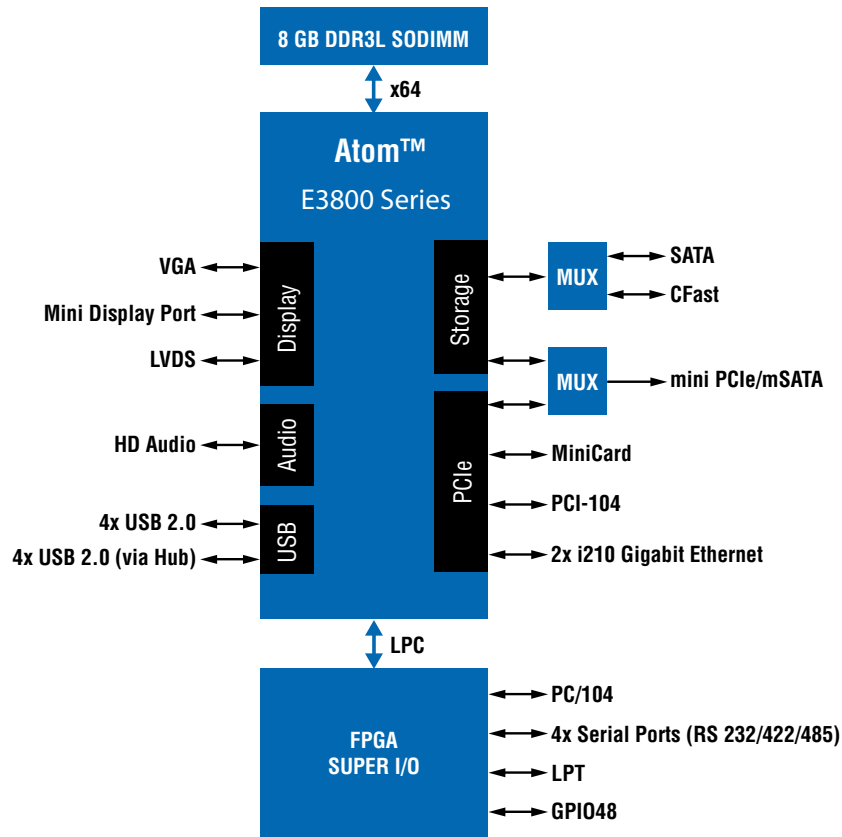 8 GB DDR3L SODIMM
x64
Atom™
E3800 Series
VGA
Mini Display Port
LVDS
Display
HD Audio
Audio
4x USB 2.0
4x USB 2.0 (via Hub)
USB
Storage
MUX
SATA
CFast
MUX
mini PCIe/mSATA
PCIe
MiniCard
PCI-104
2x i210 Gigabit Ethernet
LPC
FPGA
SUPER I/O
PC/104
4x Serial Ports (RS 232/422/485)
LPT
GPIO48